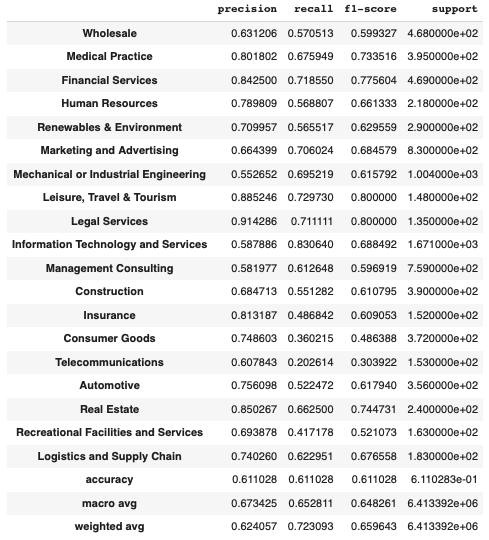 precision recall f1-score support
Wholesale 0.631206 0.570513 0.599327 4.680000e+02
Medical Practice 0.801802 0.675949 0.733516 3.950000e+02
Financial Services 0.842500 0.718550 0.775604 4.690000e+02
Human Resources 0.789809 0.568807 0.661333 2.180000e+02
Renewables & Environment 0.709957 0.565517 0.629559 2.900000e+02
Marketing and Advertising 0.664399 0.706024 0.684579 8.300000e+02
Mechanical or Industrial Engineering 0.552652 0.695219 0.615792 1.004000e+03
Leisure, Travel & Tourism 0.885246 0.729730 0.800000 1.480000e+02
Legal Services 0.914286 0.711111 0.800000 1.350000e+02
Information Technology and Services 0.587886 0.830640 0.688492 1.671000e+03
Management Consulting 0.581977 0.612648 0.596919 7.590000e+02
Construction 0.684713 0.551282 0.610795 3.900000e+02
Insurance 0.813187 0.486842 0.609053 1.520000e+02
Consumer Goods 0.748603 0.360215 0.486388 3.720000e+02
Telecommunications 0.607843 0.202614 0.303922 1.530000e+02
Automotive 0.756098 0.522472 0.617940 3.560000e+02
Real Estate 0.850267 0.662500 0.744731 2.400000e+02
Recreational Facilities and Services 0.693878 0.417178 0.521073 1.630000e+02
Logistics and Supply Chain 0.740260 0.622951 0.676558 1.830000e+02
accuracy 0.611028 0.611028 0.611028 6.110283e-01
macro avg 0.673425 0.652811 0.648261 6.413392e+06
weighted avg 0.624057 0.723093 0.659643 6.413392e+06